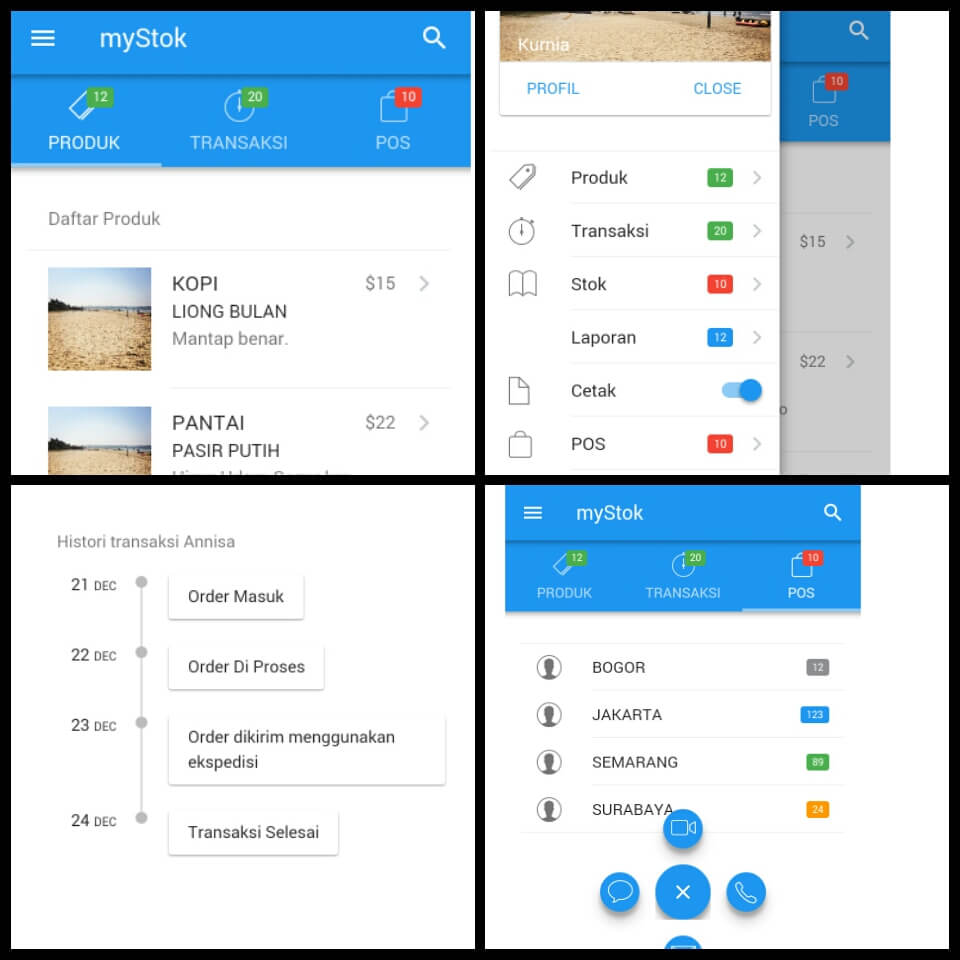 myStok
12
20
10
PRODUK
TRANSAKSI
POS
Daftar Produk
KOPI
$15
LIONG BULAN
Mantap benar.
PANTAI
$22
PASIR PUTIH
Kurnia
PROFIL
CLOSE
Produk
12
Transaksi
20
Stok
10
Laporan
12
Cetak
POS
10
10
POS
$15
$22
Histori transaksi Annisa
21 DEC
Order Masuk
22 DEC
Order Di Proses
23 DEC
Order dikirim menggunakan
ekspedisi
24 DEC
Transaksi Selesai
myStok
12
20
10
PRODUK
TRANSAKSI
POS
BOGOR
12
JAKARTA
123
SEMARANG
89
SURABAYA
24